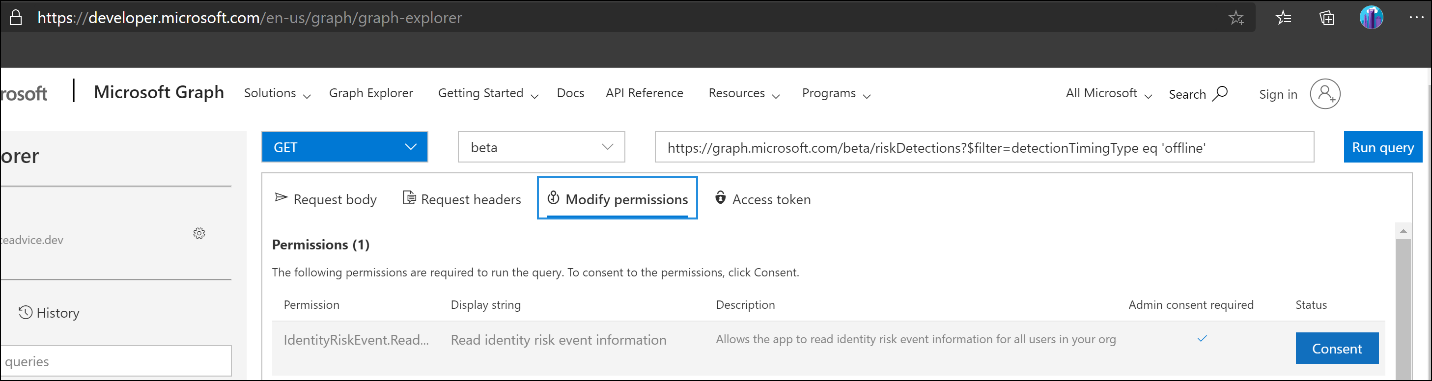 https://developer.microsoft.com/en-us/graph/graph-explorer
rosoft | Microsoft Graph Solutions Graph Explorer Getting Started Docs API Reference Resources Programs All Microsoft Search Sign in
orer
GET beta https://graph.microsoft.com/beta/riskDetections?$filter=detectionTimingType eq 'offline' Run query
Request body Request headers Modify permissions Access token
teadvice.dev
Permissions (1)
The following permissions are required to run the query. To consent to the permissions, click Consent.
Permission Display string Description Admin consent required Status
History
IdentityRiskEvent.Read... Read identity risk event information Allows the app to read identity risk event information for all users in your org Consent
queries